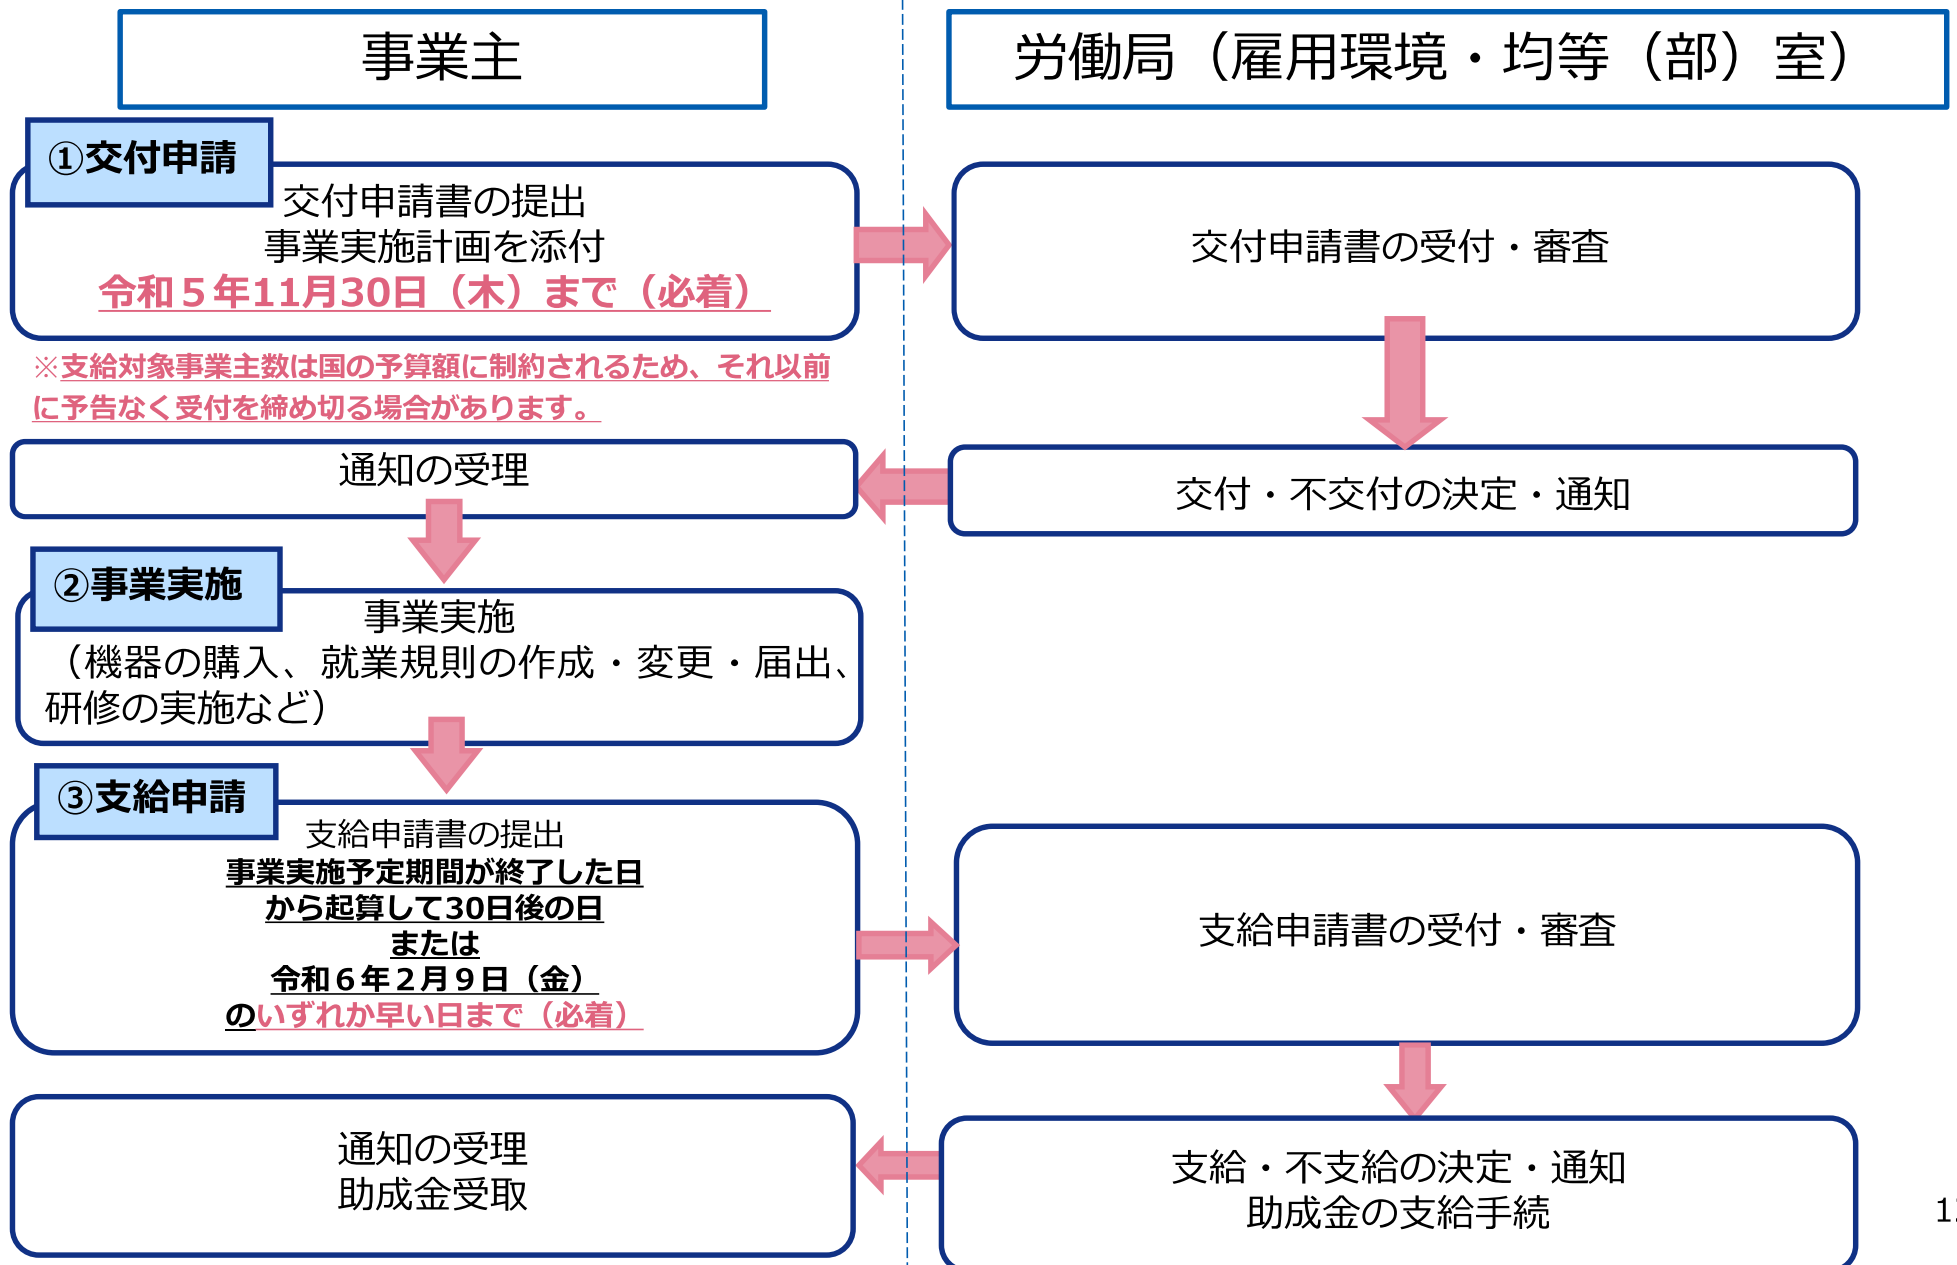 事業主
労働局（雇用環境・均等（部）室）
①交付申請
交付申請書の提出
事業実施計画を添付
令和５年11月30日（木）まで（必着）
交付申請書の受付・審査
※支給対象事業主数は国の予算額に制約されるため、それ以前
に予告なく受付を締め切る場合があります。
通知の受理
交付・不交付の決定・通知
②事業実施
事業実施
（機器の購入、就業規則の作成・変更・届出、
研修の実施など）
③支給申請
支給申請書の提出
事業実施予定期間が終了した日
から起算して30日後の日
または
令和６年２月９日（金）
のいずれか早い日まで（必着）
支給申請書の受付・審査
通知の受理
助成金受取
支給・不支給の決定・通知
助成金の支給手続